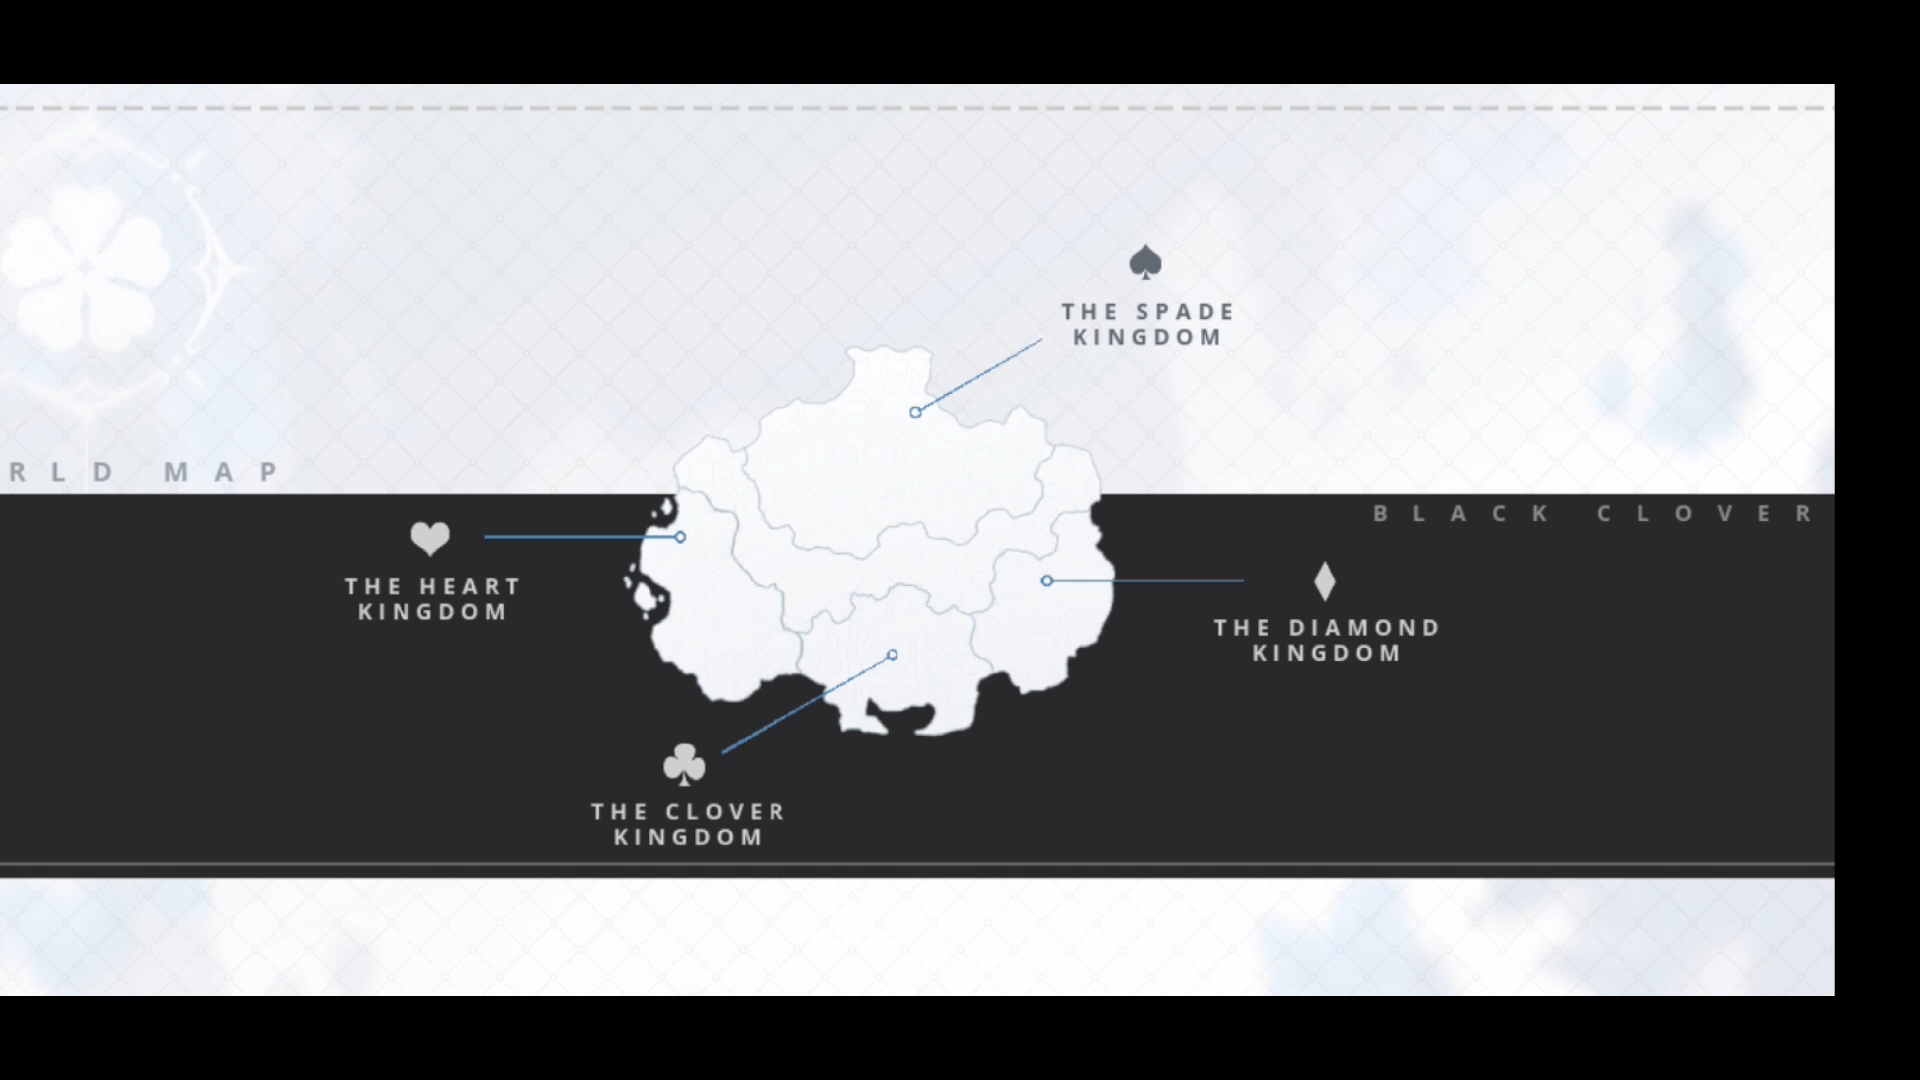 THE SPADE
KINGDOM
RLD MAP
BLACK CLOVER
THE HEART
KINGDOM
THE DIAMOND
KINGDOM
THE CLOVER
KINGDOM